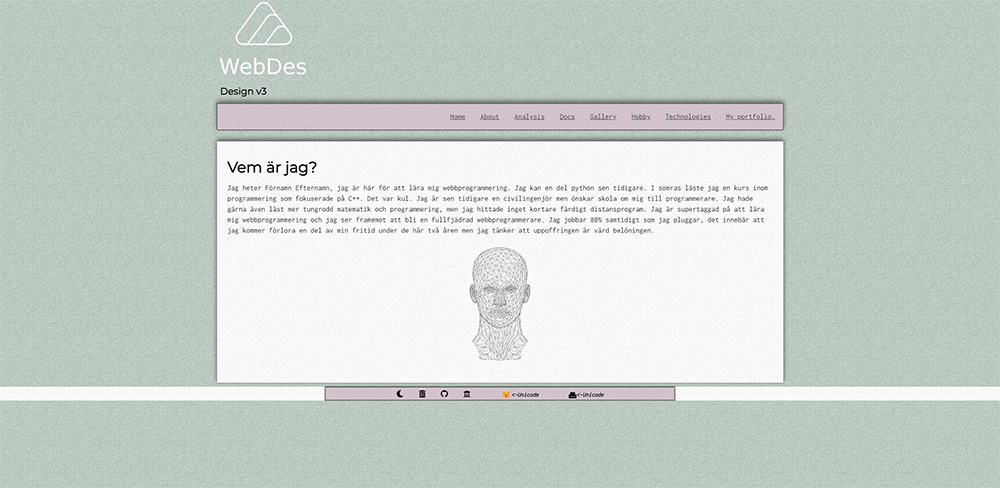 WebDes
Design v3
Home About Analysis Docs Gallery Hobby Technologies My portfolio.
Vem är jag?
Jag heter Förnamn Efternamn, jag är här för att lära mig webbprogrammering. Jag kan en del python sen tidigare. I somras läste jag en kurs inom
programmering som fokuserade på C++. Det var kul. Jag är sen tidigare en civilingenjör men önskar skola om mig till programmerare. Jag hade
gärna även läst mer tungrodd matematik och programmering, men jag hittade inget kortare färdigt distansprogram. Jag är supertaggad på att lära
mig webbprogrammering och jag ser framemot att bli en fullfjädrad webbprogrammerare. Jag jobbar 80% samtidigt som jag pluggar, det innebär att
jag kommer förlora en del av min fritid under de här två åren men jag tänker att uppoffringen är värd belöningen.
<-Unicode <-Unicode